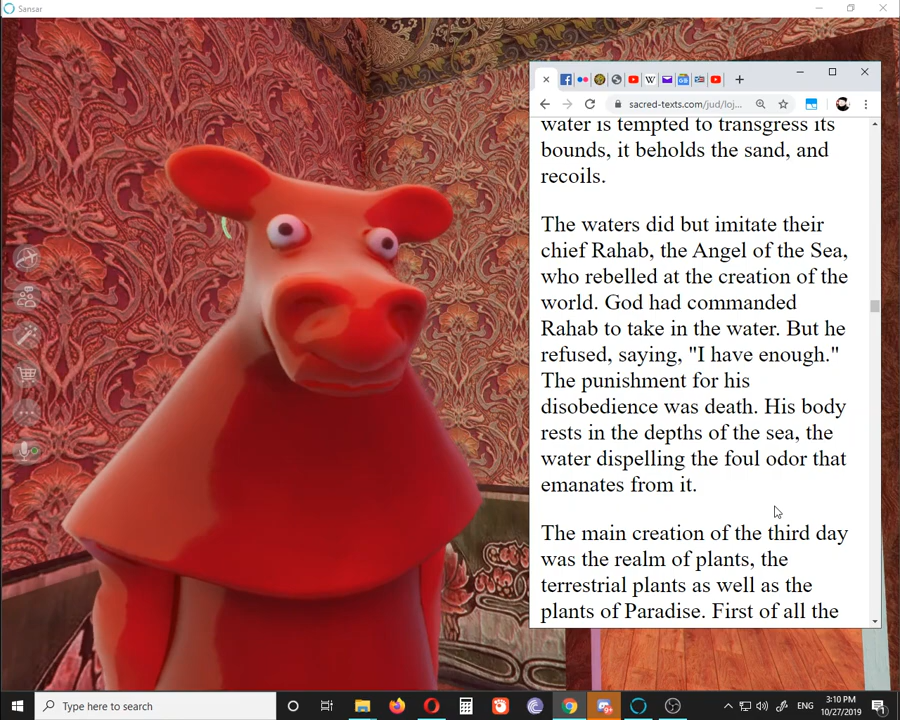 Sansar
sacred-texts.com/jud/loj...
water is tempted to transgress its
bounds, it beholds the sand, and
recoils.
The waters did but imitate their
chief Rahab, the Angel of the Sea,
who rebelled at the creation of the
world. God had commanded
Rahab to take in the water. But he
refused, saying, "I have enough."
The punishment for his
disobedience was death. His body
rests in the depths of the sea, the
water dispelling the foul odor that
emanates from it.
The main creation of the third day
was the realm of plants, the
terrestrial plants as well as the
plants of Paradise. First of all the
Type here to search
ENG
3:10 PM
10/27/2019